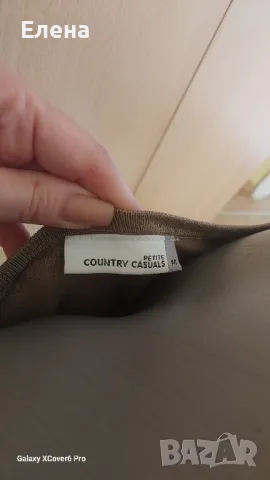 Елена
PETITE
COUNTRY CASUALS
M
Galaxy XCover6 Pro
BAZAR